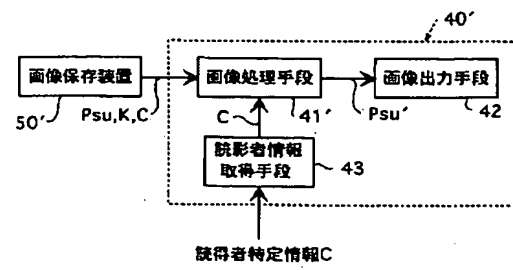 40'
画像保存装置
画像処理手段
画像出力手段
50'
Psu,K,C
C
41'
Psu'
42
読影者情報
取得手段
43
読得者特定情報C